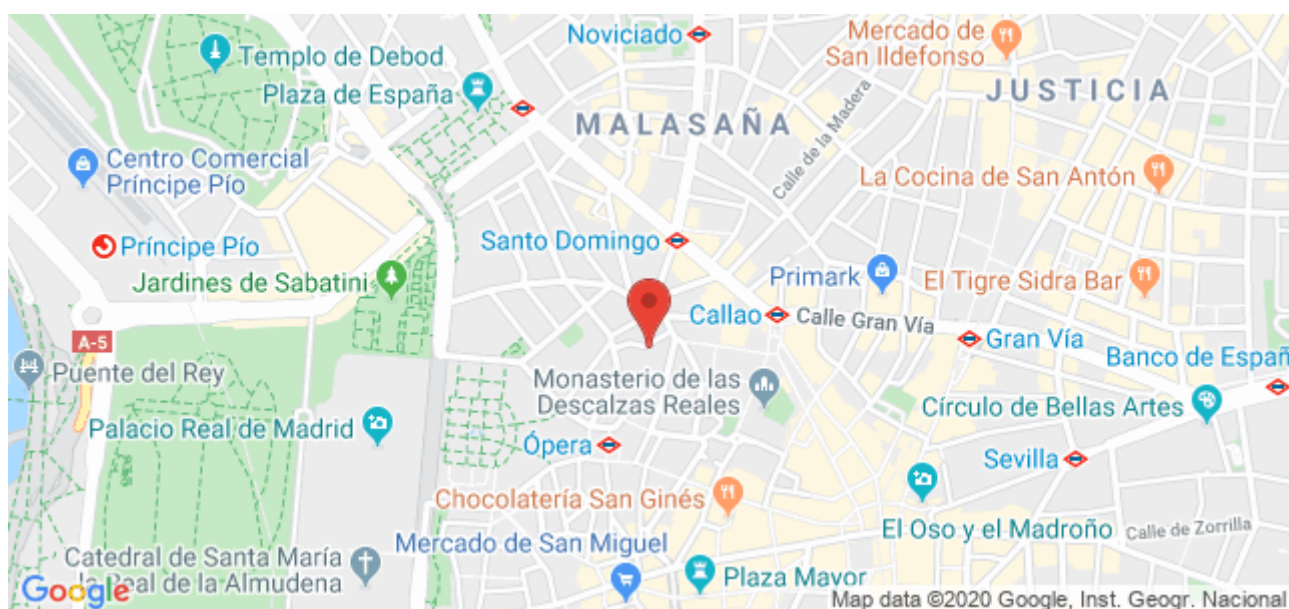 Noviciado
Mercado de
San Ildefonso
Templo de Debod
Plaza de España
JUSTICIA
MALASAÑA
Calle de la Madera
Centro Comercial
Príncipe Pío
La Cocina de San Antón
Príncipe Pío
Santo Domingo
Jardines de Sabatini
Primark
El Tigre Sidra Bar
Callao
Calle Gran Vía
Gran Vía
A-5
Banco de Españ
Puente del Rey
Monasterio de las
Descalzas Reales
Palacio Real de Madrid
Círculo de Bellas Artes
Ópera
Sevilla
Chocolatería San Ginés
El Oso y el Madroño
Calle de Zorrilla
Mercado de San Miguel
Catedral de Santa María
la Real de la Almudena
Plaza Mayor
Google
Map data ©2020 Google, Inst. Geogr. Nacional